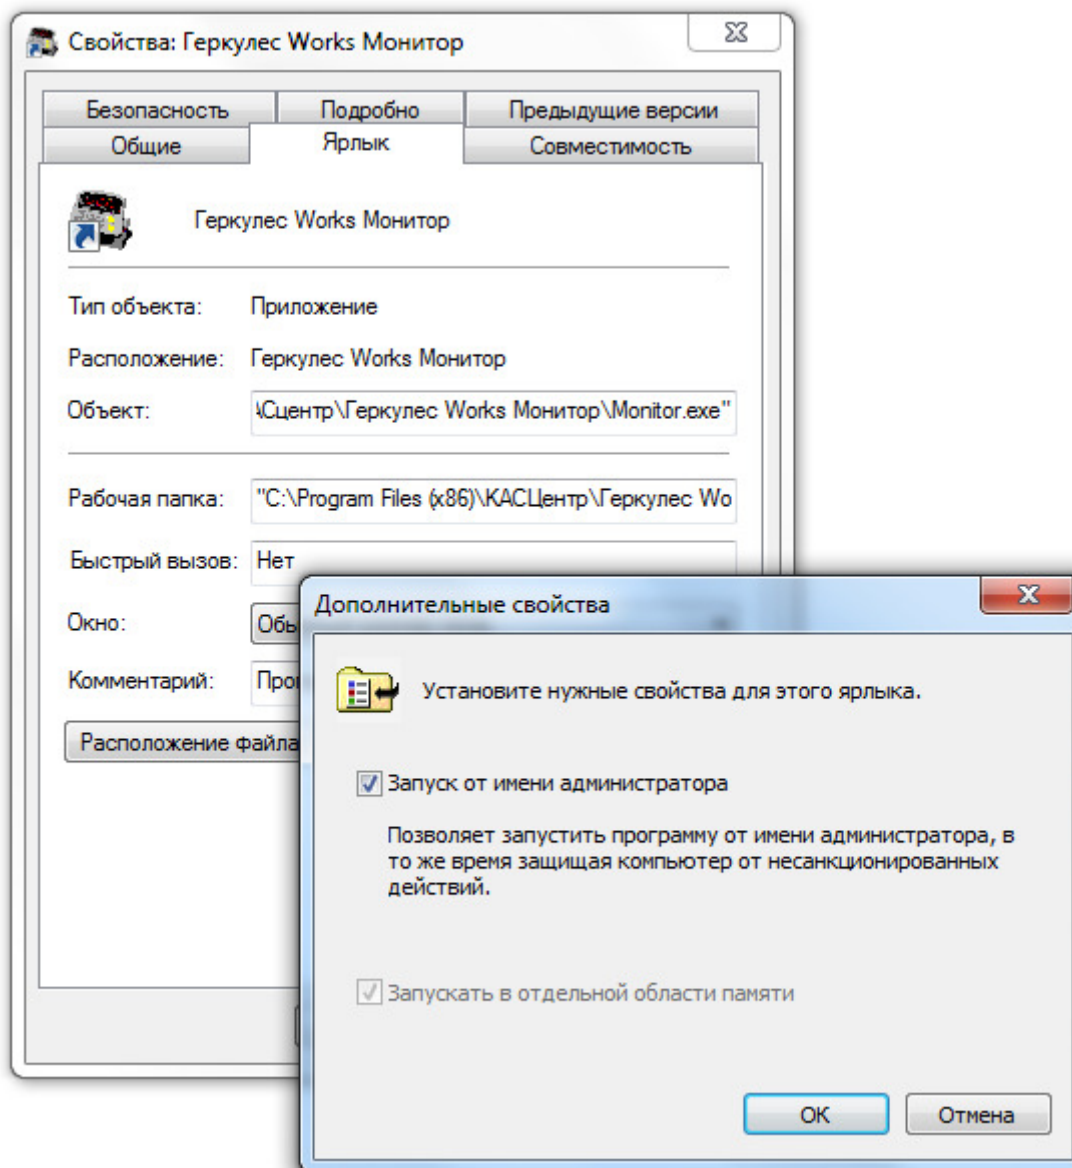 Свойства: Геркулес Works Монитор
Безопасность Подробно Предыдущие версии
Общие Ярлык Совместимость
Геркулес Works Монитор
Тип объекта: Приложение
Расположение: Геркулес Works Монитор
Объект: \СЦентр\Геркулес Works Монитор\Monitor.exe"
Рабочая папка: "C:\Program Files (x86)\КАСЦентр\Геркулес Wo
Быстрый вызов: Нет
Окно:
Комментарий:
Расположение файла
Дополнительные свойства
Установите нужные свойства для этого ярлыка.
Запуск от имени администратора
Позволяет запустить программу от имени администратора, в
то же время защищая компьютер от несанкционированных
действий.
Запускать в отдельной области памяти
ОК Отмена